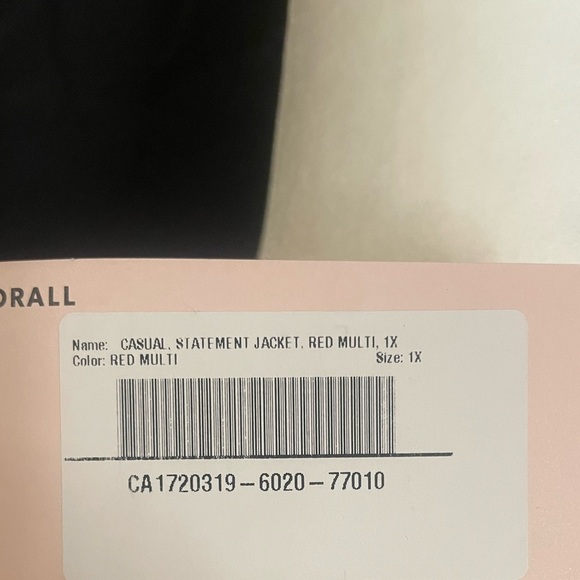 ORALL
Name: CASUAL, STATEMENT JACKET, RED MULTI, 1X
Color: RED MULTI Size: 1X
CA1720319-6020-77010